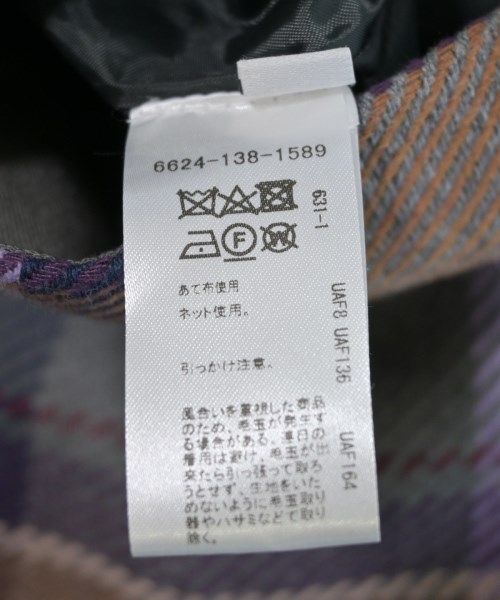 6624-138-1589
F W
631-1
あて布使用
ネット使用。
引っかけ注意。
UAF8 UAF136
UAF164
風合いを重視した商品
のため、毛玉が発生す
る場合がある。連日の
着用は避け、毛玉が出
来たら引っ張って取ろ
うとせず、生地をいた
めないように毛玉取り
器やハサミなどで取り
除く。